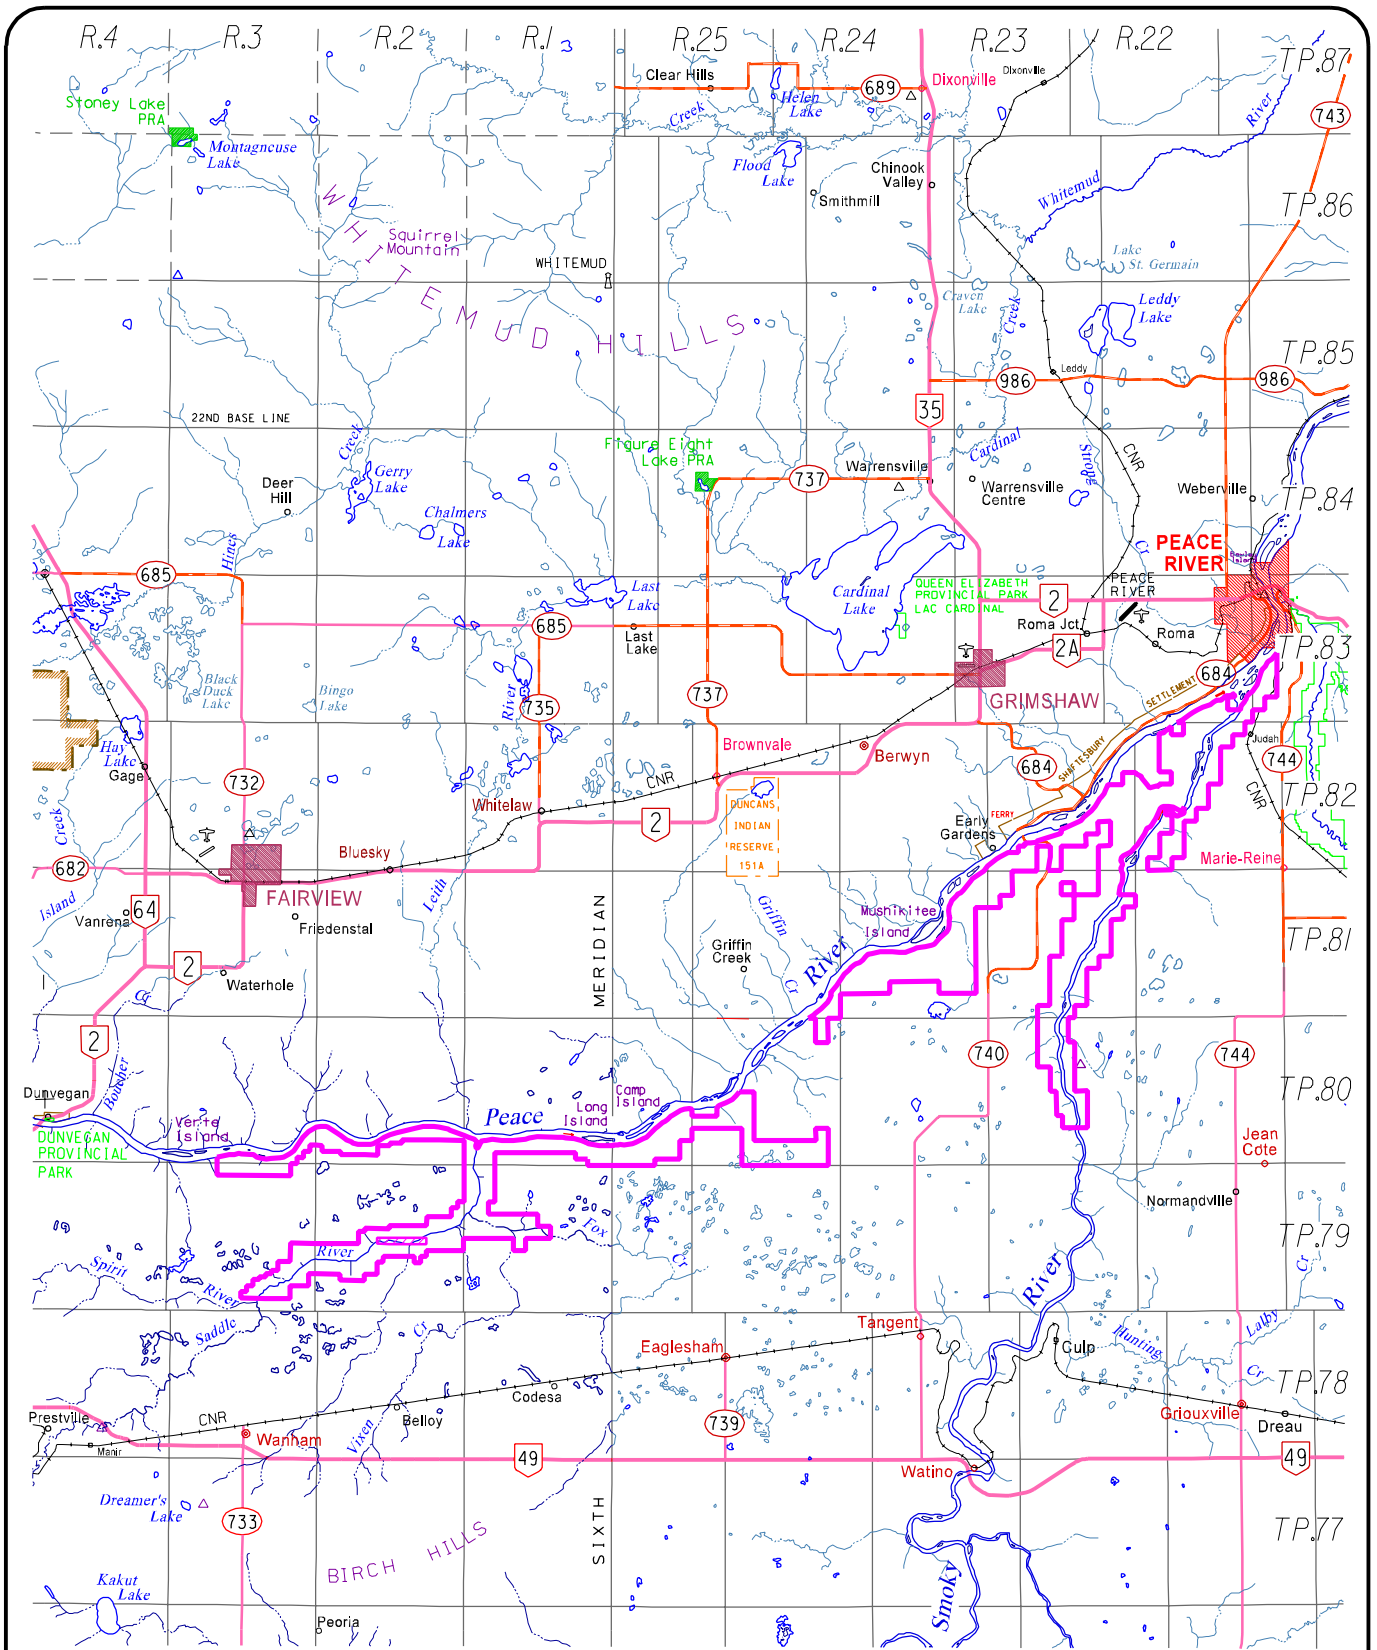 R.4
R.3
R.2
R.1
R.25
R.24
R.23
R.22
TP.87
Clear Hills
689
Dixonville
Dixonville
Stoney Lake
PRA
Creek
Helen
Lake
River
743
Montagneuse
Lake
Flood
Lake
Chinook
Valley
Smithmill
Whitemud
TP.86
WHITEMUD HILLS
Squirrel
Mountain
WHITEMUD
Lake
St. Germain
Craven
Lake
Creek
Leddy
Lake
TP.85
Leddy
986
986
22ND BASE LINE
35
Creek
Figure Eight
Lake PRA
Cardinal
Strong
CNR
Gerry
Lake
Deer
Hill
737
Warrensville
Warrensville
Centre
Weberville
TP.84
Chalmers
Lake
Hines
Cr
PEACE
RIVER
685
Last
Lake
Cardinal
Lake
QUEEN ELIZABETH
PROVINCIAL PARK
LAC CARDINAL
2
PEACE
RIVER
685
Last
Lake
Roma Jct.
2A
Roma
TP.83
Black
Duck
Lake
Bingo
Lake
River
735
737
GRIMSHAW
684
SETTLEMENT
Hay
Lake
Gage
Brownvale
Berwyn
SHAFTESBURY
684
Judah
744
732
CNR
CNR
TP.82
Whitelaw
DUNCANS
INDIAN
RESERVE
151A
2
Early
Gardens
FERRY
Creek
Bluesky
Marie-Reine
682
FAIRVIEW
Leith
Island
Vanrena
64
Friedenstal
Griffin
Mushikitee
Island
MERIDIAN
TP.81
Griffin
Creek
River
2
Waterhole
Cr
Cr
2
740
744
Boucher
Dunvegan
Camp
Island
TP.80
Verte
Island
Peace
Long
Island
DUNVEGAN
PROVINCIAL
PARK
Jean
Cote
Normandville
Fox
TP.79
River
Cr
Spirit
River
River
Cr
Saddle
Cr
Tangent
Hunting
Lalby
Eaglesham
Culp
Cr
TP.78
Codesa
Prestville
CNR
Belloy
739
Griouxville
Dreau
Manir
Wanham
Vixen
49
Watino
49
Dreamer's
Lake
733
SIXTH
TP.77
BIRCH HILLS
Kakut
Lake
Smoky
Peoria